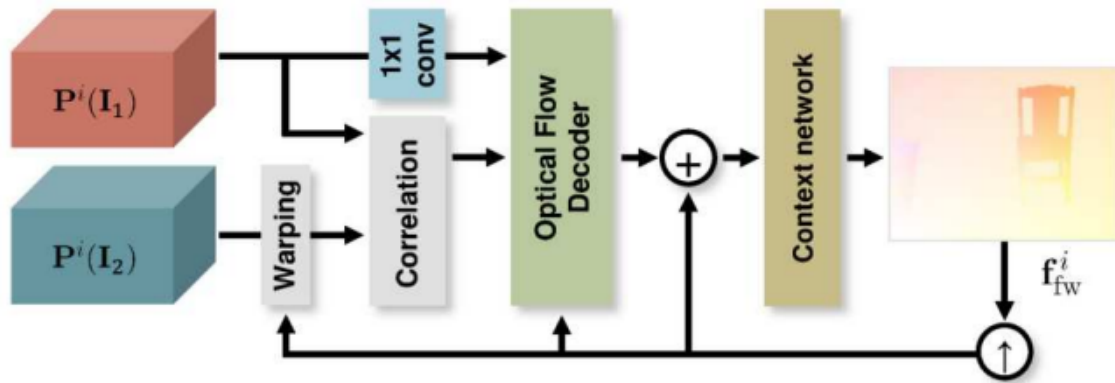 P^i(I_1)
1x1
conv
P^i(I_2)
Warping
Correlation
Optical Flow
Decoder
+
Context network
f^i_fw
↑